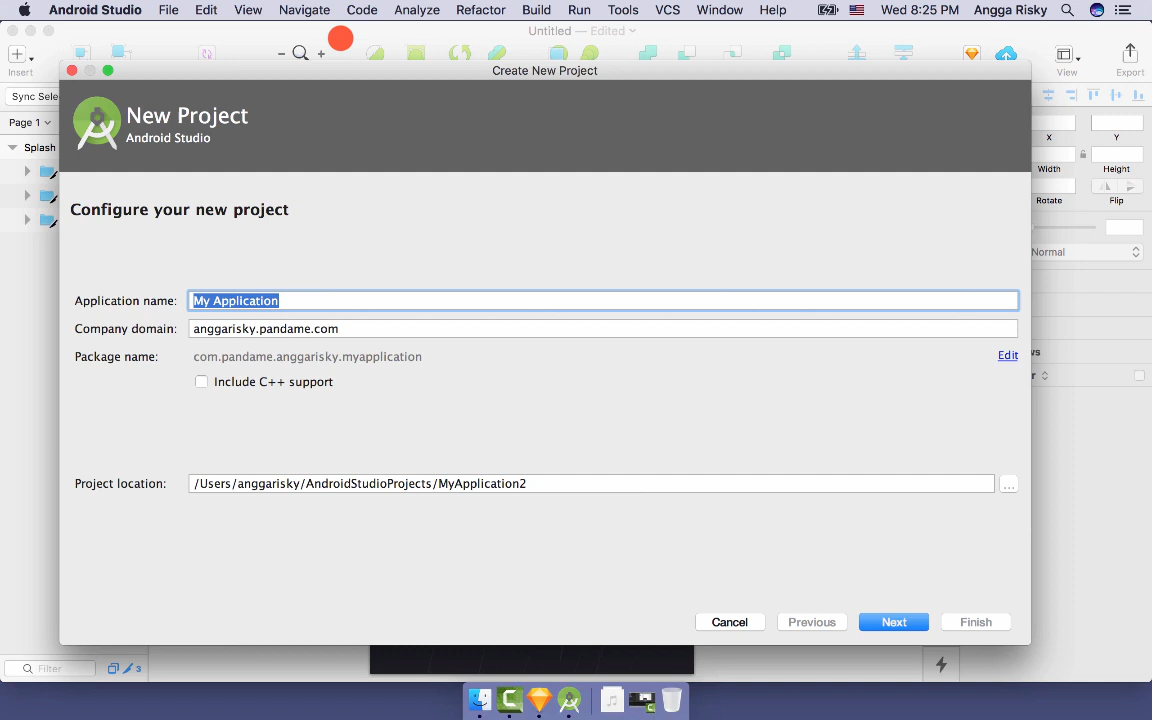 Android Studio File Edit View Navigate Code Analyze Refactor Build Run Tools VCS Window Help Wed 8:25 PM Angga Risky
Untitled — Edited
Insert
View
Export
Create New Project
Sync Sele
New Project
Android Studio
Page 1
X
Y
Splash
Width
Height
Rotate
Flip
Configure your new project
Normal
Application name: My Application
Company domain: anggarisky.pandame.com
Package name: com.pandame.anggarisky.myapplication
Edit
ws
Include C++ support
r
Project location: /Users/anggarisky/AndroidStudioProjects/MyApplication2
...
Cancel
Previous
Next
Finish
Filter
3